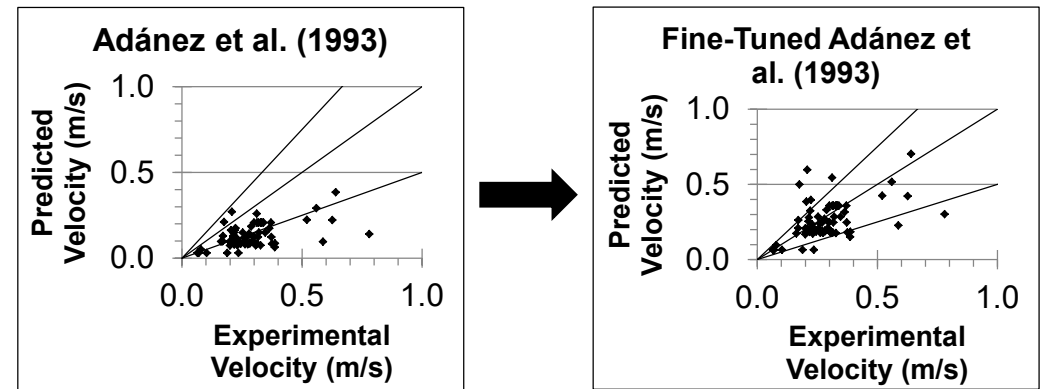 Adánez et al. (1993)
1.0
0.5
0.0
Predicted
Velocity (m/s)
0.0 0.5 1.0
Experimental
Velocity (m/s)
Fine-Tuned Adánez et
al. (1993)
1.0
0.5
0.0
Predicted
Velocity (m/s)
0.0 0.5 1.0
Experimental
Velocity (m/s)